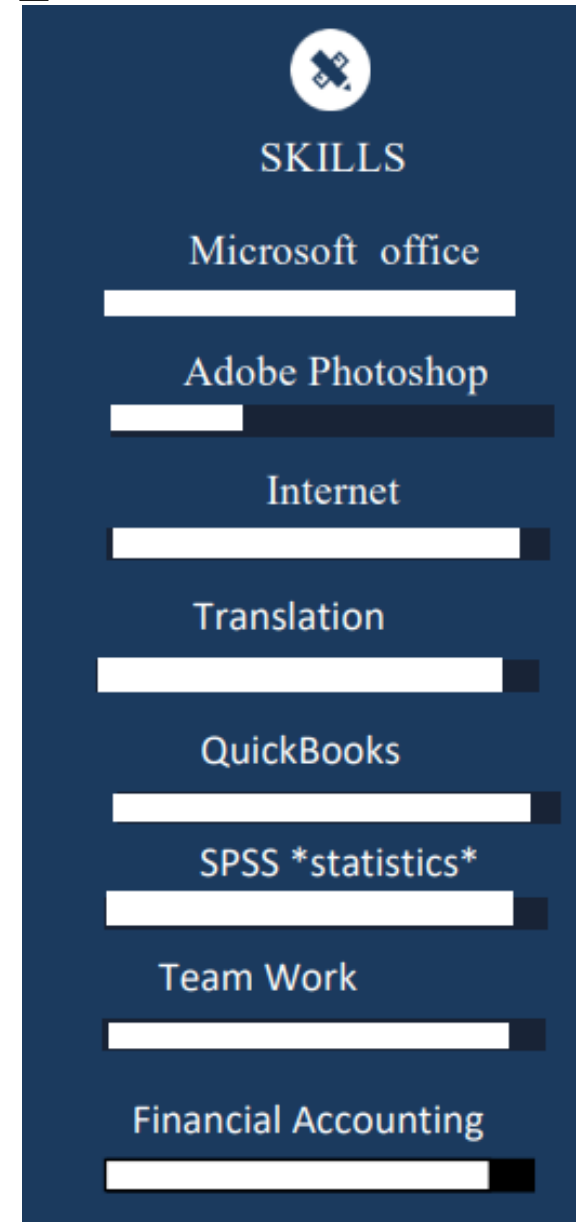 SKILLS
Microsoft office
Adobe Photoshop
Internet
Translation
QuickBooks
SPSS *statistics*
Team Work
Financial Accounting